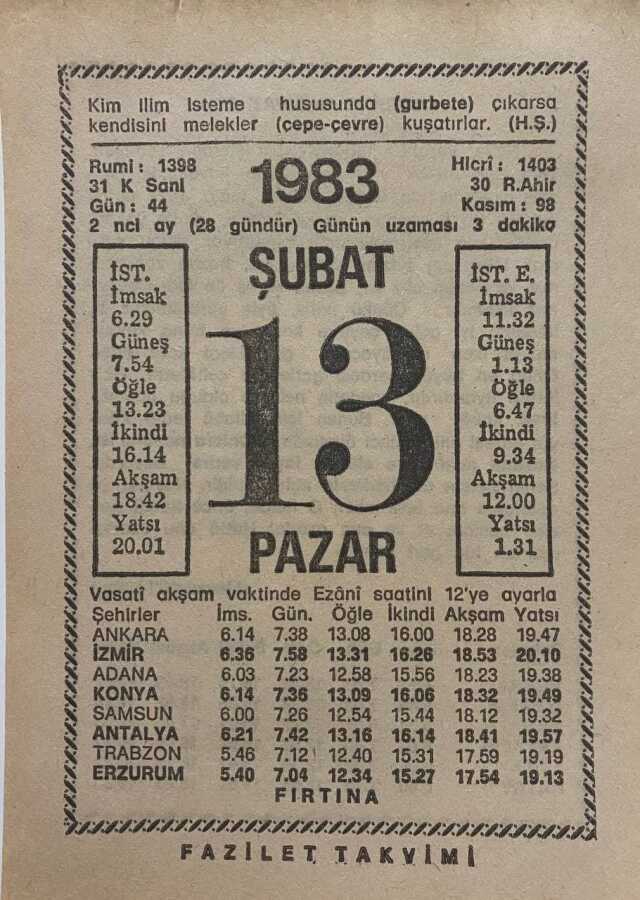 Kim ilim isteme hususunda (gurbete) çıkarsa
kendisini melekler (çepe-çevre) kuşatırlar. (H.Ş.)
Rumi : 1398
31 K Sani
Gün : 44
1983
Hicrî : 1403
30 R.Ahir
Kasım : 98
2 nci ay (28 gündür) Günün uzaması 3 dakika
ŞUBAT
13
PAZAR
İST.
İmsak
6.29
Güneş
7.54
Öğle
13.23
İkindi
16.14
Akşam
18.42
Yatsı
20.01
İST. E.
İmsak
11.32
Güneş
1.13
Öğle
6.47
İkindi
9.34
Akşam
12.00
Yatsı
1.31
Vasatî akşam vaktinde Ezânî saatini 12'ye ayarla
Şehirler İms. Gün. Öğle İkindi Akşam Yatsı
ANKARA 6.14 7.38 13.08 16.00 18.28 19.47
İZMİR 6.36 7.58 13.31 16.26 18.53 20.10
ADANA 6.03 7.23 12.58 15.56 18.23 19.38
KONYA 6.14 7.36 13.09 16.06 18.32 19.49
SAMSUN 6.00 7.26 12.54 15.44 18.12 19.32
ANTALYA 6.21 7.42 13.16 16.14 18.41 19.57
TRABZON 5.46 7.12 12.40 15.31 17.59 19.19
ERZURUM 5.40 7.04 12.34 15.27 17.54 19.13
FIRTINA
FAZİLET TAKVİMİ